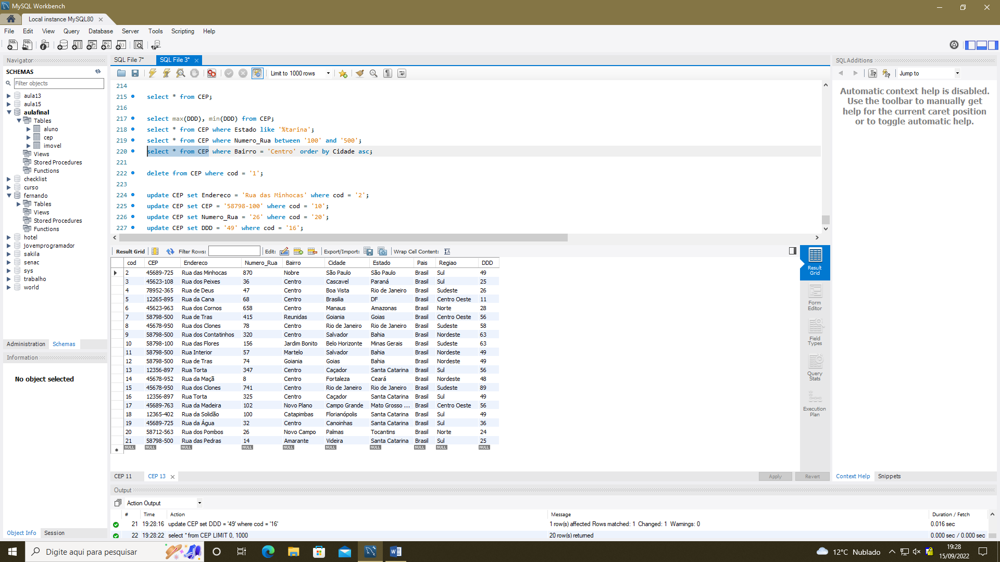 MySQL Workbench
Local instance MySQL80
File Edit View Query Database Server Tools Scripting Help
Navigator
SCHEMAS
Filter objects
aula13
aula15
aulafinal
Tables
aluno
cep
imovel
Views
Stored Procedures
Functions
checklist
curso
fernando
Tables
Views
Stored Procedures
Functions
hotel
jovemprogramador
sakila
senac
sys
trabalho
world
Administration Schemas
Information
No object selected
Object Info Session
SQL File 7* SQL File 3*
Limit to 1000 rows
214
215 select * from CEP;
216
217 select max(DDD), min(DDD) from CEP;
218 select * from CEP where Estado like '%tarina';
219 select * from CEP where Numero_Rua between '100' and '500';
220 select * from CEP where Bairro = 'Centro' order by Cidade asc;
221
222 delete from CEP where cod = '1';
223
224 update CEP set Endereco = 'Rua das Minhocas' where cod = '2';
225 update CEP set CEP = '58798-100' where cod = '10';
226 update CEP set Numero_Rua = '26' where cod = '20';
227 update CEP set DDD = '49' where cod = '16';
Result Grid Filter Rows: Edit: Export/Import: Wrap Cell Content:
cod CEP Endereco Numero_Rua Bairro Cidade Estado Pais Regiao DDD
2 45689-725 Rua das Minhocas 870 Nobre São Paulo São Paulo Brasil Sul 49
3 45623-108 Rua dos Peixes 36 Centro Cascavel Paraná Brasil Sul 25
4 78952-365 Rua de Deus 47 Centro Boa Vista Rio de Janeiro Brasil Sudeste 26
5 12265-895 Rua da Cana 68 Centro Brasilia DF Brasil Centro Oeste 11
6 45623-963 Rua dos Cornos 658 Centro Manaus Amazonas Brasil Norte 28
7 58798-500 Rua de Tras 415 Reunidas Goiania Goias Brasil Centro Oeste 56
8 45678-950 Rua dos Clones 78 Centro Rio de Janeiro Rio de Janeiro Brasil Sudeste 58
9 58798-500 Rua dos Contatinhos 320 Centro Salvador Bahia Brasil Nordeste 63
10 58798-100 Rua das Flores 156 Jardim Bonito Belo Horizonte Minas Gerais Brasil Sudeste 63
11 58798-500 Rua Interior 57 Martelo Salvador Bahia Brasil Nordeste 49
12 58798-500 Rua de Tras 74 Goiania Goias Bahia Brasil Nordeste 49
13 12356-897 Rua Torta 347 Centro Caçador Santa Catarina Brasil Sul 56
14 45678-952 Rua da Maçã 8 Centro Fortaleza Ceará Brasil Nordeste 48
15 45678-950 Rua dos Clones 741 Centro Rio de Janeiro Rio de Janeiro Brasil Sudeste 89
16 12356-897 Rua Torta 325 Centro Caçador Santa Catarina Brasil Sul 49
17 45689-763 Rua da Madeira 102 Novo Plano Campo Grande Mato Grosso ... Brasil Centro Oeste 56
18 12365-402 Rua da Solidão 100 Catapimbas Florianópolis Santa Catarina Brasil Sul 49
19 45689-725 Rua da Água 32 Centro Canoinhas Santa Catarina Brasil Sul 36
20 58712-563 Rua dos Pombos 26 Novo Campo Palmas Tocantins Brasil Norte 24
21 58798-500 Rua das Pedras 14 Amarante Videira Santa Catarina Brasil Sul 25
NULL NULL NULL NULL NULL NULL NULL NULL NULL NULL
Result Grid
Form Editor
Field Types
Query Stats
Execution Plan
CEP 11 CEP 13
Apply Revert
Output
Action Output
# Time Action Message Duration / Fetch
21 19:28:16 update CEP set DDD = '49' where cod = '16' 1 row(s) affected Rows matched: 1 Changed: 1 Warnings: 0 0.016 sec
22 19:28:22 select * from CEP LIMIT 0, 1000 20 row(s) returned 0.000 sec / 0.000 sec
SQLAdditions
Jump to
Automatic context help is disabled.
Use the toolbar to manually get
help for the current caret position
or to toggle automatic help.
Context Help Snippets
Digite aqui para pesquisar
12°C Nublado
19:28
15/09/2022